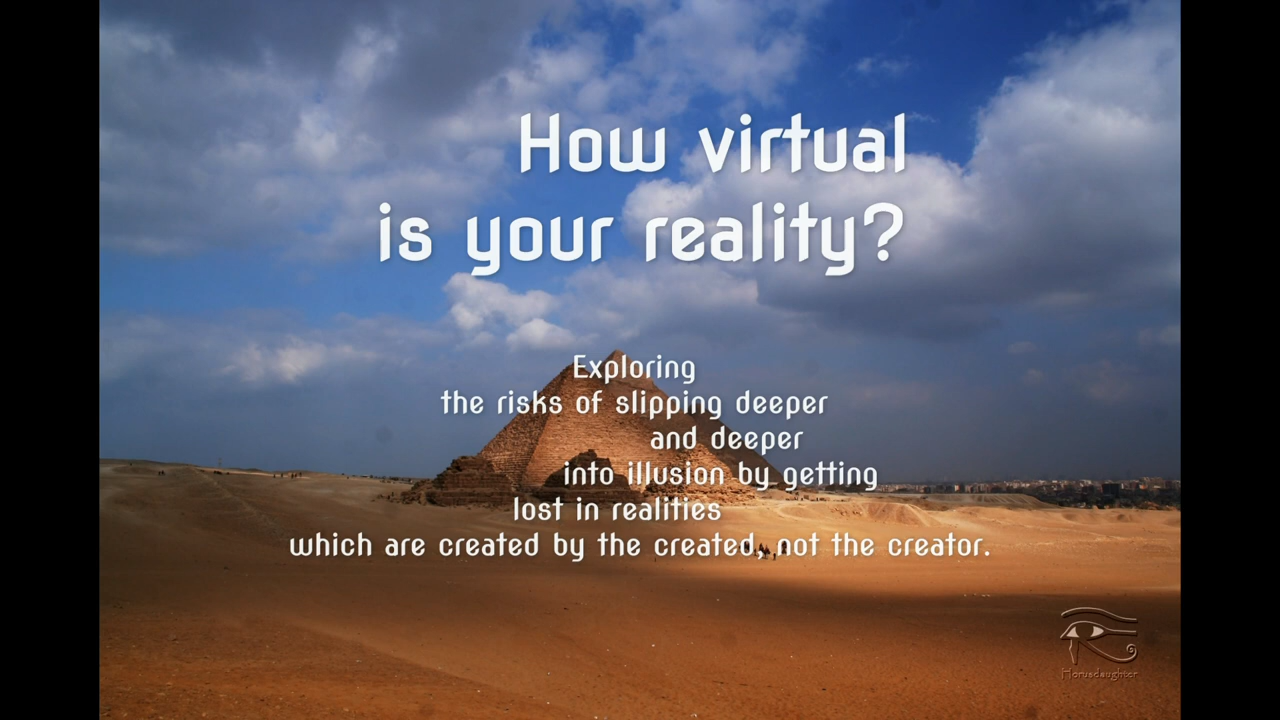 How virtual
is your reality?
Exploring
the risks of slipping deeper
and deeper
into illusion by getting
lost in realities
which are created by the created, not the creator.
Horusdaughter